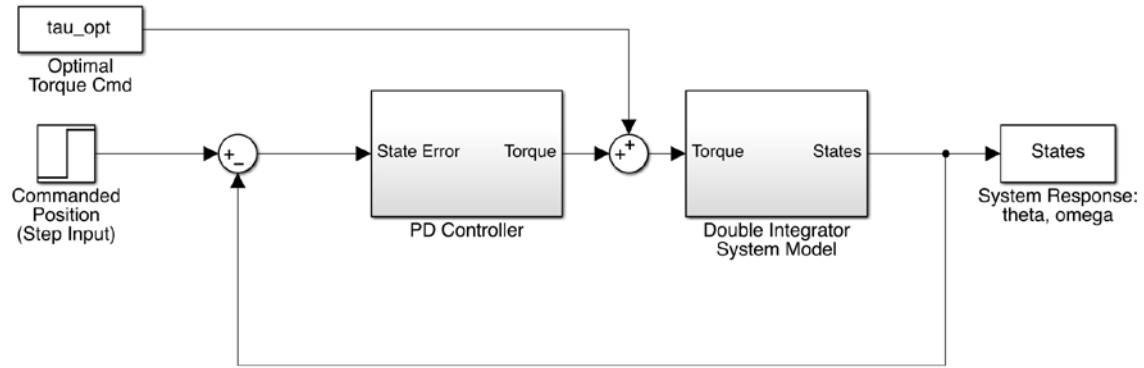 tau_opt
Optimal
Torque Cmd
Commanded
Position
(Step Input)
+
-
State Error
Torque
PD Controller
+
+
Torque
States
Double Integrator
System Model
States
System Response:
theta, omega